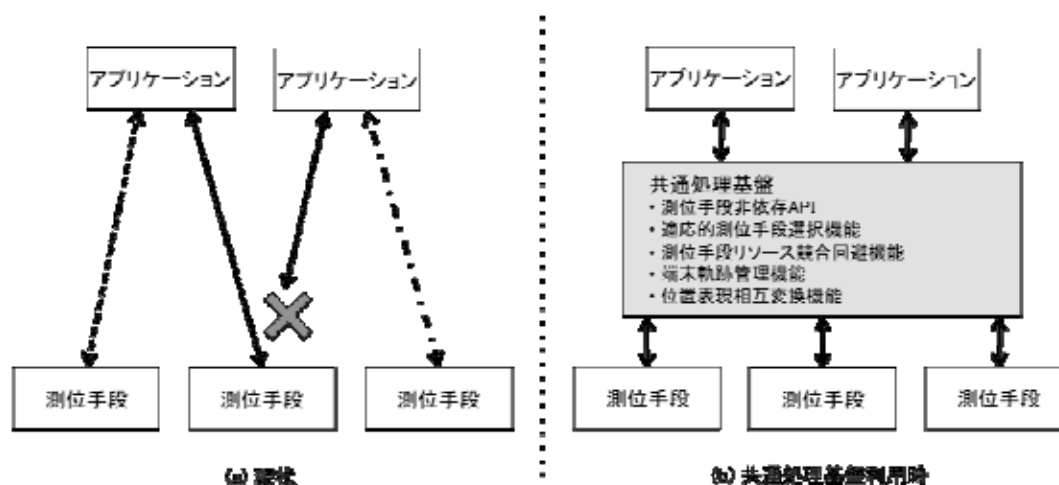 アプリケーション
アプリケーション
測位手段
測位手段
測位手段
(a) 現状
アプリケーション
アプリケーション
共通処理基盤
・測位手段非依存API
・適応的測位手段選択機能
・測位手段リソース競合回避機能
・端末軌跡管理機能
・位置表現相互変換機能
測位手段
測位手段
測位手段
(b) 共通処理基盤利用時